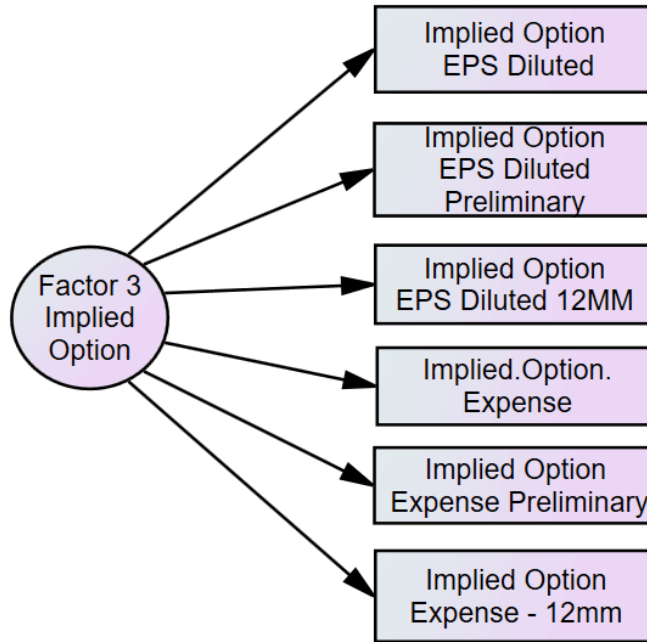 Implied Option
EPS Diluted
Implied Option
EPS Diluted
Preliminary
Implied Option
EPS Diluted 12MM
Factor 3
Implied
Option
Implied.Option.
Expense
Implied Option
Expense Preliminary
Implied Option
Expense - 12mm